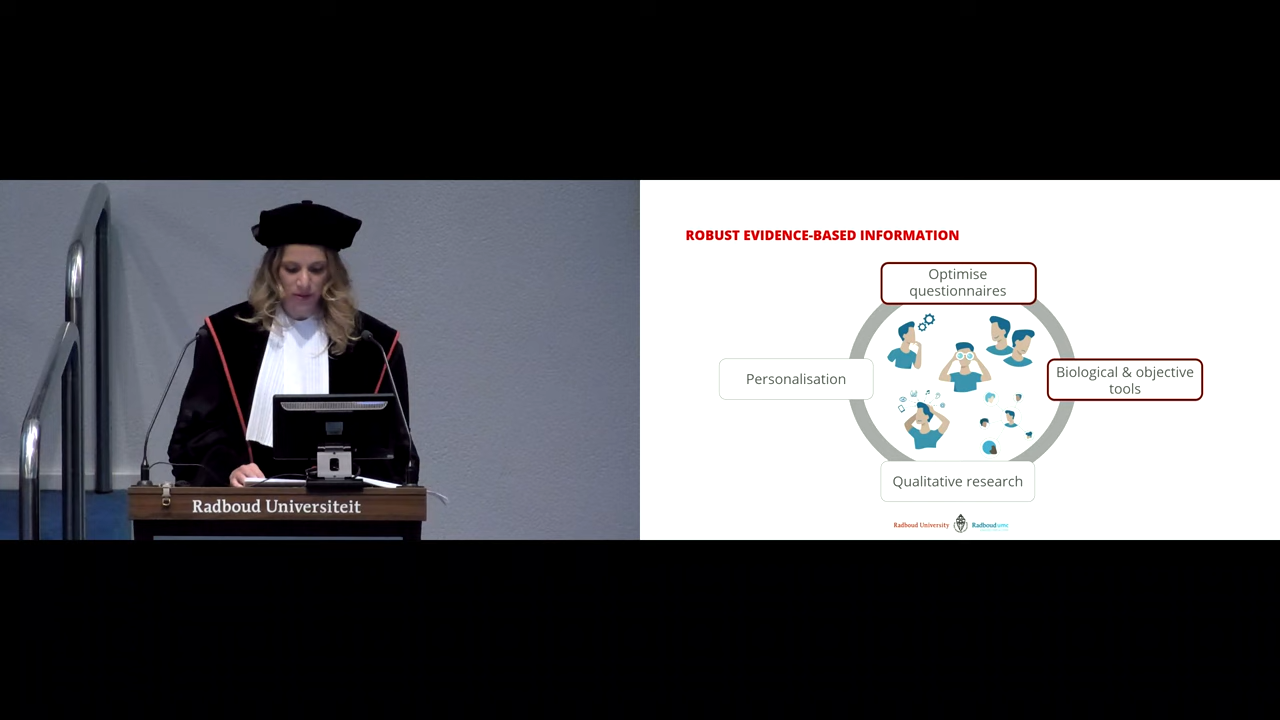 Radboud Universiteit
ROBUST EVIDENCE-BASED INFORMATION
Optimise
questionnaires
Personalisation
Biological & objective
tools
Qualitative research
Radboud University
Radboudumc